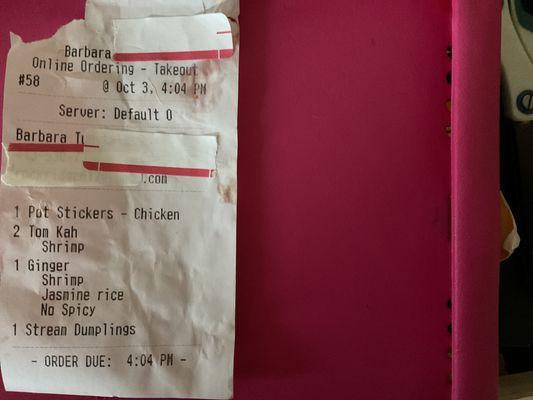 Barbara
Online Ordering - Takeout
#58 @ Oct 3, 4:04 PM
Server: Default 0
Barbara
.com
1 Pot Stickers - Chicken
2 Tom Kah
Shrimp
1 Ginger
Shrimp
Jasmine rice
No Spicy
1 Stream Dumplings
- ORDER DUE: 4:04 PM -